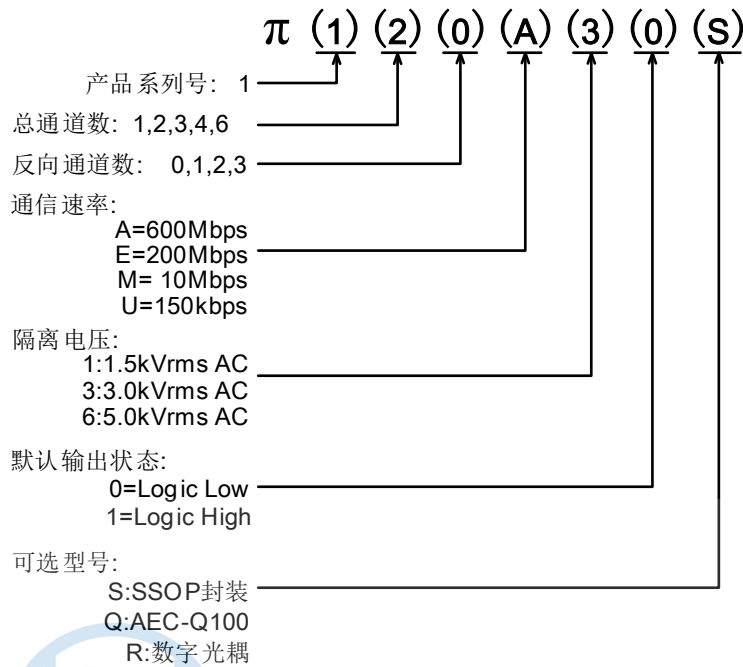 π (1) (2) (0) (A) (3) (0) (S)
产品系列号: 1
总通道数: 1,2,3,4,6
反向通道数: 0,1,2,3
通信速率:
A=600Mbps
E=200Mbps
M= 10Mbps
U=150kbps
隔离电压:
1:1.5kVrms AC
3:3.0kVrms AC
6:5.0kVrms AC
默认输出状态:
0=Logic Low
1=Logic High
可选型号:
S:SSOP封装
Q:AEC-Q100
R:数字光耦